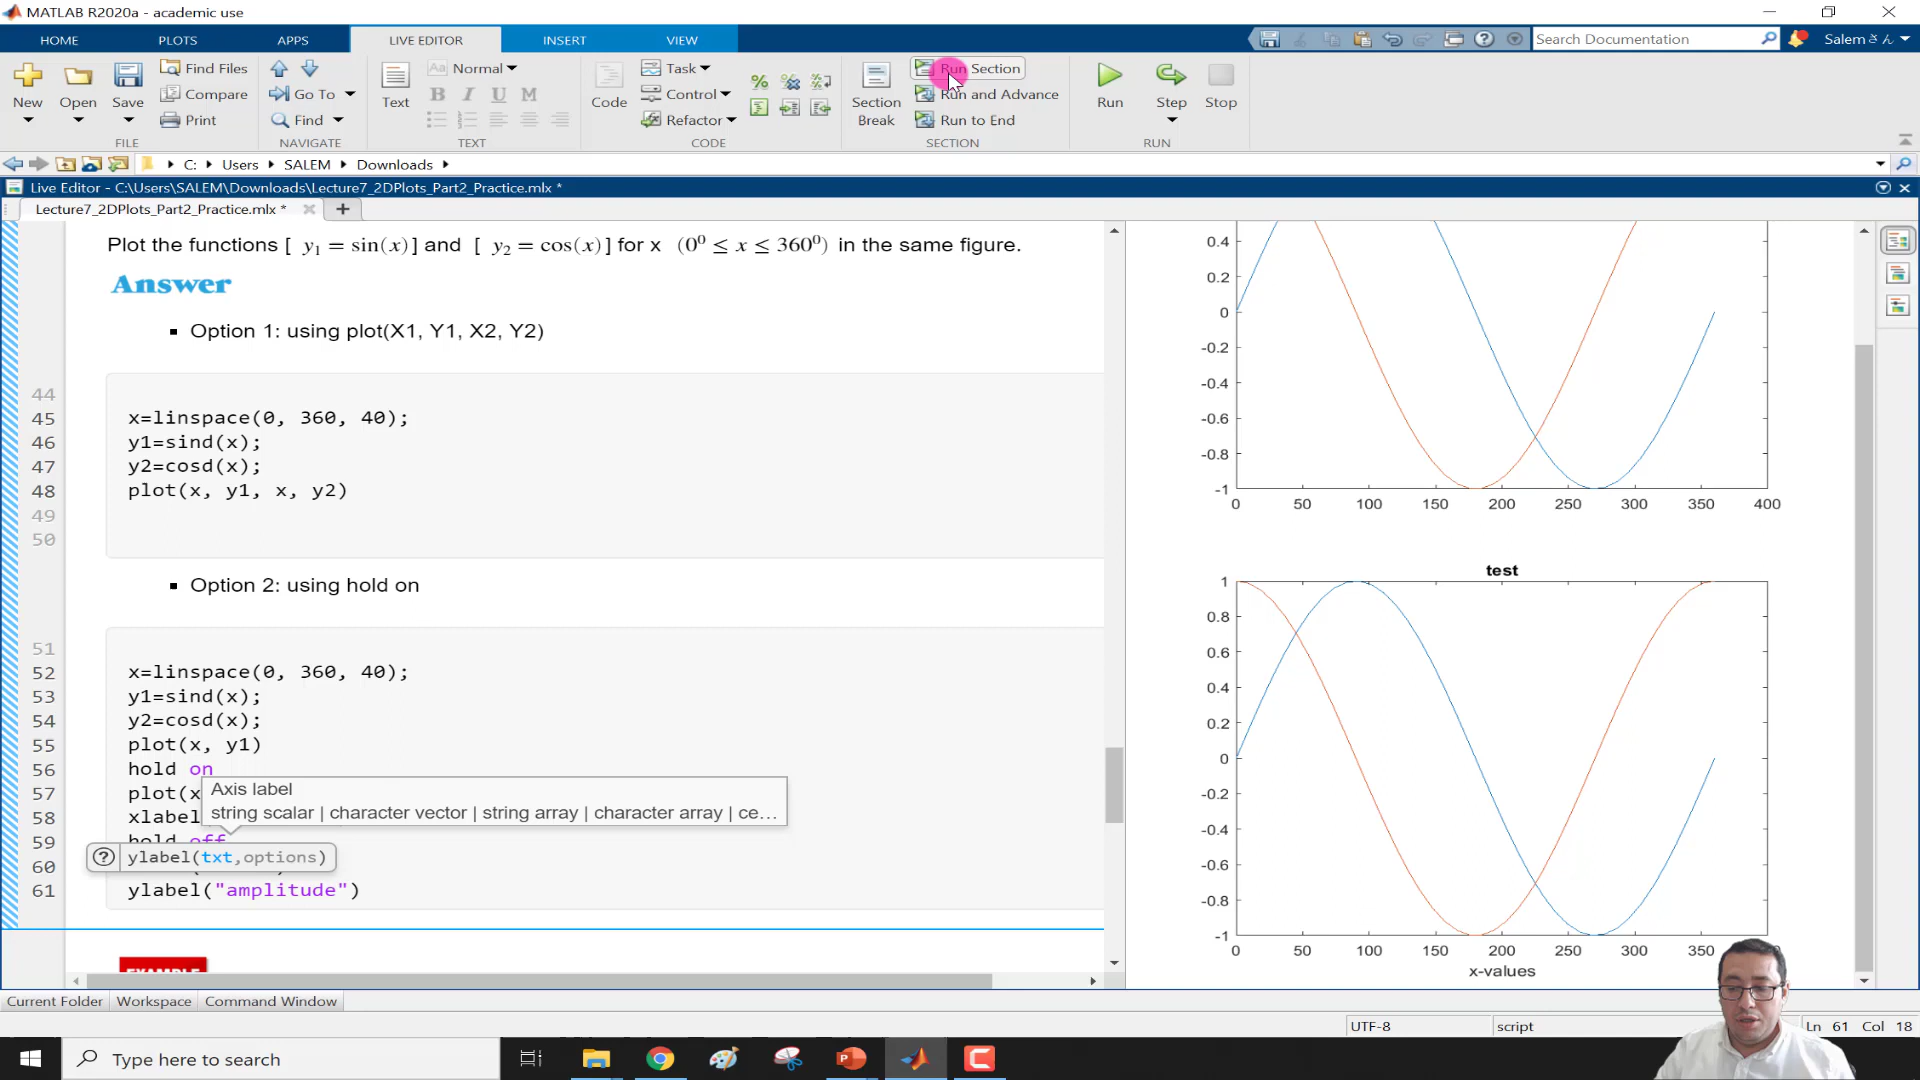 MATLAB R2020a - academic use
HOME PLOTS APPS LIVE EDITOR INSERT VIEW Search Documentation Salemさん
New Open Save Find Files Compare Print FILE
Go To Find NAVIGATE
Text Normal B I U M TEXT
Code Task Control Refactor CODE
Section Break Run Section Run and Advance Run to End SECTION
Run Step Stop RUN
C: Users SALEM Downloads
Live Editor - C:\Users\SALEM\Downloads\Lecture7_2DPlots_Part2_Practice.mlx *
Lecture7_2DPlots_Part2_Practice.mlx *
Plot the functions [ y₁ = sin(x)] and [ y₂ = cos(x)] for x (0⁰ ≤ x ≤ 360⁰) in the same figure.
Answer
▪ Option 1: using plot(X1, Y1, X2, Y2)
44
45 x=linspace(0, 360, 40);
46 y1=sind(x);
47 y2=cosd(x);
48 plot(x, y1, x, y2)
49
50
▪ Option 2: using hold on
51
52 x=linspace(0, 360, 40);
53 y1=sind(x);
54 y2=cosd(x);
55 plot(x, y1)
56 hold on
57 plot(x
58 xlabel
59 hold off
60
61 ylabel("amplitude")
Axis label
string scalar | character vector | string array | character array | ce...
ylabel(txt,options)
EXAMPLE
0.4
0.2
0
-0.2
-0.4
-0.6
-0.8
-1
0 50 100 150 200 250 300 350 400
test
1
0.8
0.6
0.4
0.2
0
-0.2
-0.4
-0.6
-0.8
-1
0 50 100 150 200 250 300 350
x-values
Current Folder Workspace Command Window
UTF-8 script Ln 61 Col 18
Type here to search